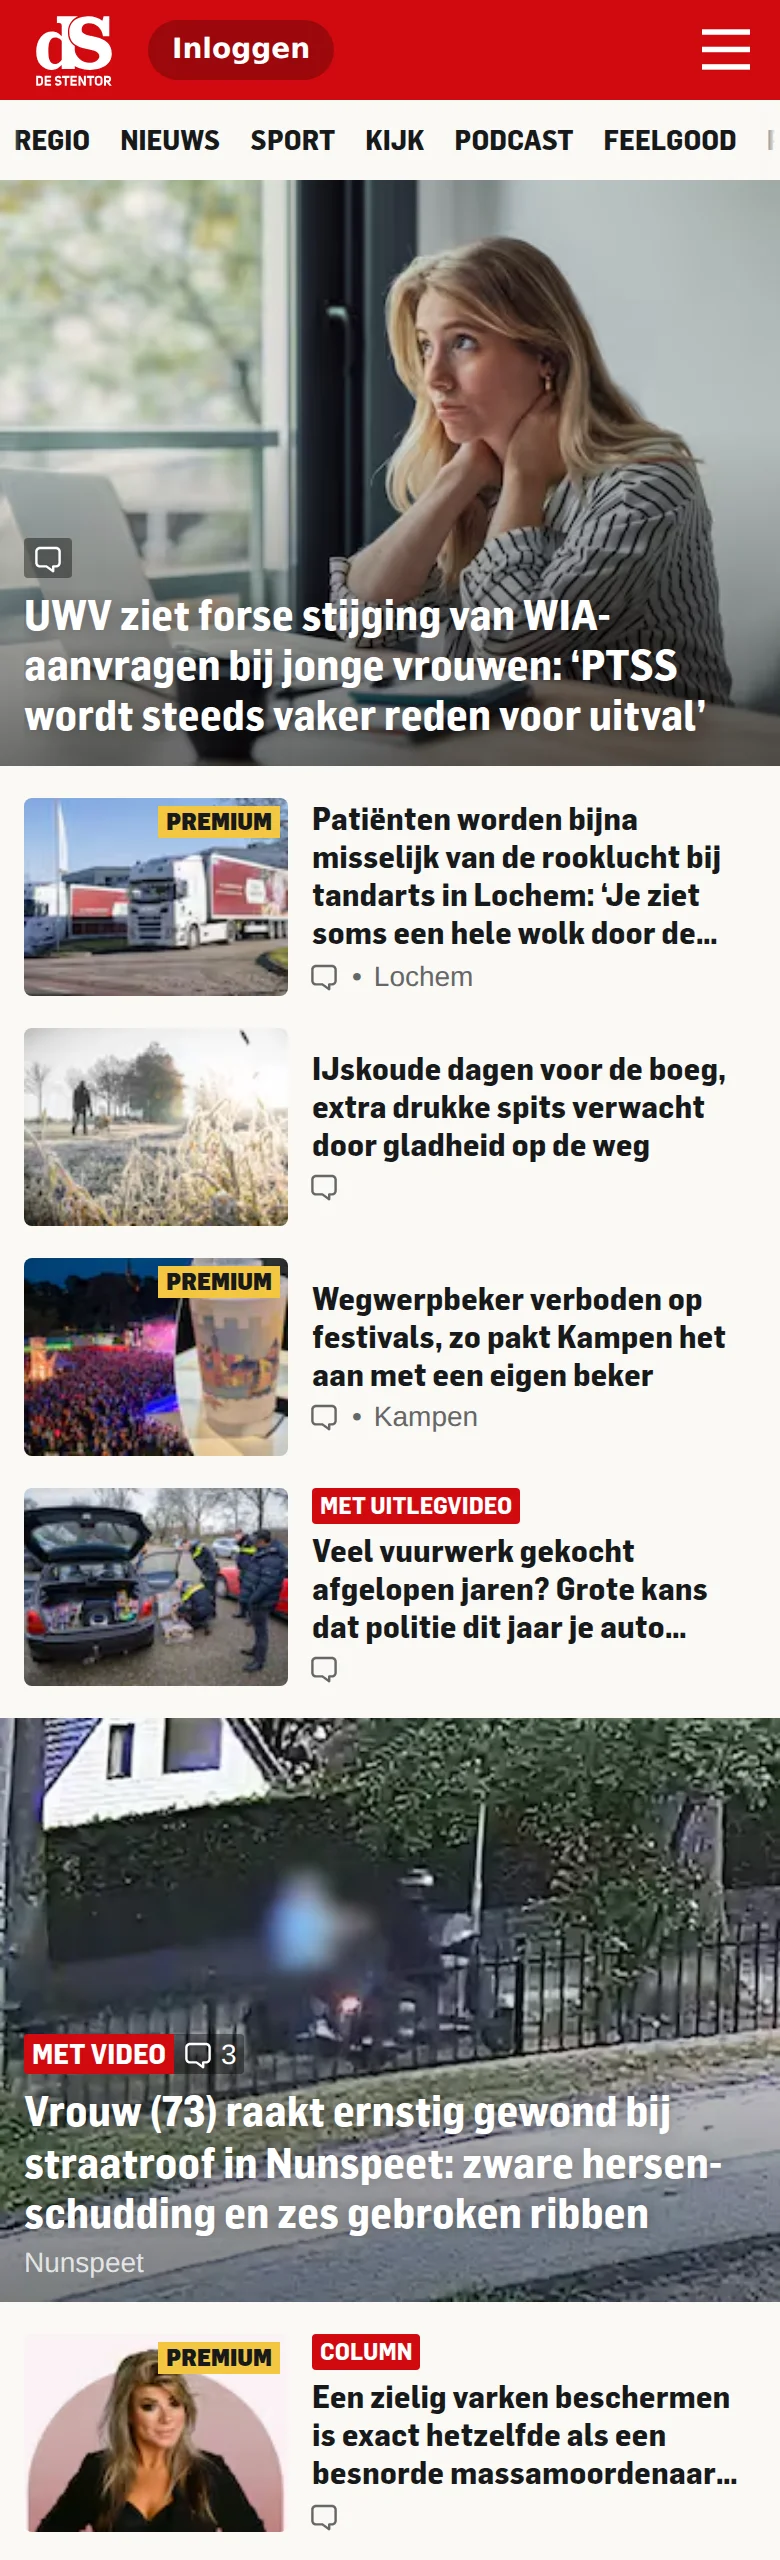 dS
DE STENTOR
Inloggen
REGIO NIEUWS SPORT KIJK PODCAST FEELGOOD
UWV ziet forse stijging van WIA-
aanvragen bij jonge vrouwen: ‘PTSS
wordt steeds vaker reden voor uitval’
PREMIUM
Patiënten worden bijna
misselijk van de rooklucht bij
tandarts in Lochem: ‘Je ziet
soms een hele wolk door de...
• Lochem
IJskoude dagen voor de boeg,
extra drukke spits verwacht
door gladheid op de weg
PREMIUM
Wegwerpbeker verboden op
festivals, zo pakt Kampen het
aan met een eigen beker
• Kampen
MET UITLEGVIDEO
Veel vuurwerk gekocht
afgelopen jaren? Grote kans
dat politie dit jaar je auto...
MET VIDEO 3
Vrouw (73) raakt ernstig gewond bij
straatroof in Nunspeet: zware hersen-
schudding en zes gebroken ribben
Nunspeet
PREMIUM
COLUMN
Een zielig varken beschermen
is exact hetzelfde als een
besnorde massamoordenaar...